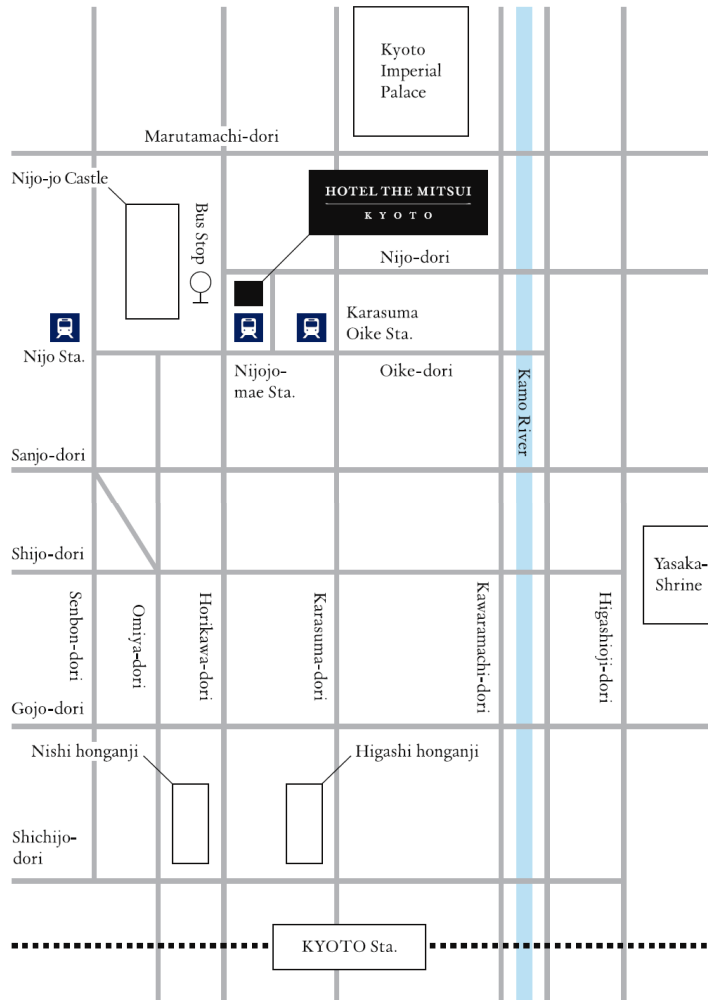 Kyoto
Imperial
Palace
Marutamachi-dori
Nijo-jo Castle
HOTEL THE MITSUI
KYOTO
Bus Stop
Nijo-dori
Karasuma
Oike Sta.
Nijo Sta.
Nijojo-
mae Sta.
Oike-dori
Kamo River
Sanjo-dori
Shijo-dori
Yasaka-
Shrine
Senbon-dori
Omiya-dori
Horikawa-dori
Karasuma-dori
Kawaramachi-dori
Higashioji-dori
Gojo-dori
Nishi honganji
Higashi honganji
Shichijo-
dori
KYOTO Sta.